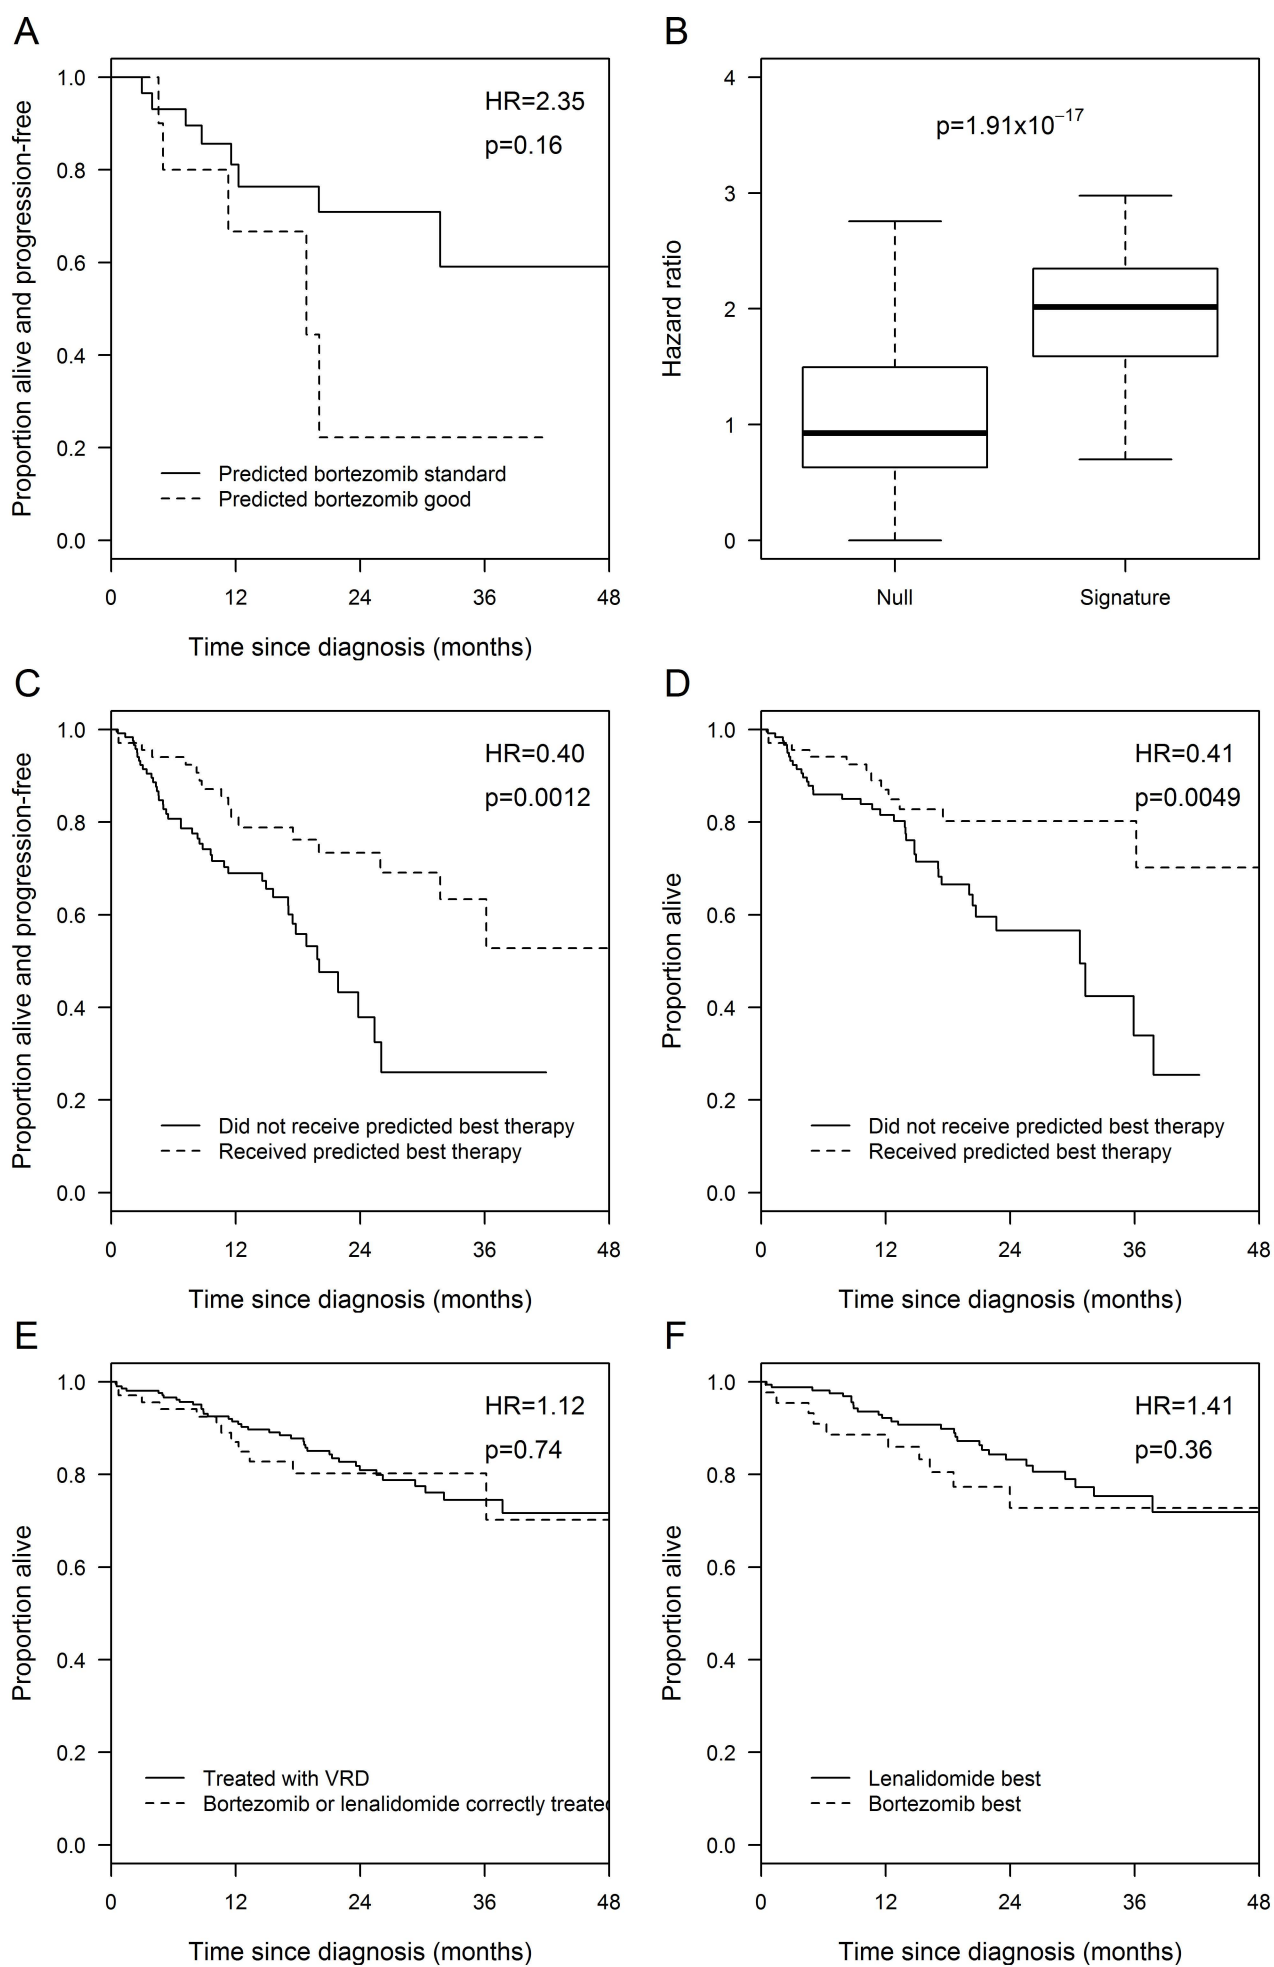 A
Proportion alive and progression-free
1.0
0.8
0.6
0.4
0.2
0.0
HR=2.35
p=0.16
Predicted bortezomib standard
Predicted bortezomib good
0 12 24 36 48
Time since diagnosis (months)
B
Hazard ratio
4
3
2
1
0
p=1.91x10⁻¹⁷
Null Signature
C
Proportion alive and progression-free
1.0
0.8
0.6
0.4
0.2
0.0
HR=0.40
p=0.0012
Did not receive predicted best therapy
Received predicted best therapy
0 12 24 36 48
Time since diagnosis (months)
D
Proportion alive
1.0
0.8
0.6
0.4
0.2
0.0
HR=0.41
p=0.0049
Did not receive predicted best therapy
Received predicted best therapy
0 12 24 36 48
Time since diagnosis (months)
E
Proportion alive
1.0
0.8
0.6
0.4
0.2
0.0
HR=1.12
p=0.74
Treated with VRD
Bortezomib or lenalidomide correctly treated
0 12 24 36 48
Time since diagnosis (months)
F
Proportion alive
1.0
0.8
0.6
0.4
0.2
0.0
HR=1.41
p=0.36
Lenalidomide best
Bortezomib best
0 12 24 36 48
Time since diagnosis (months)